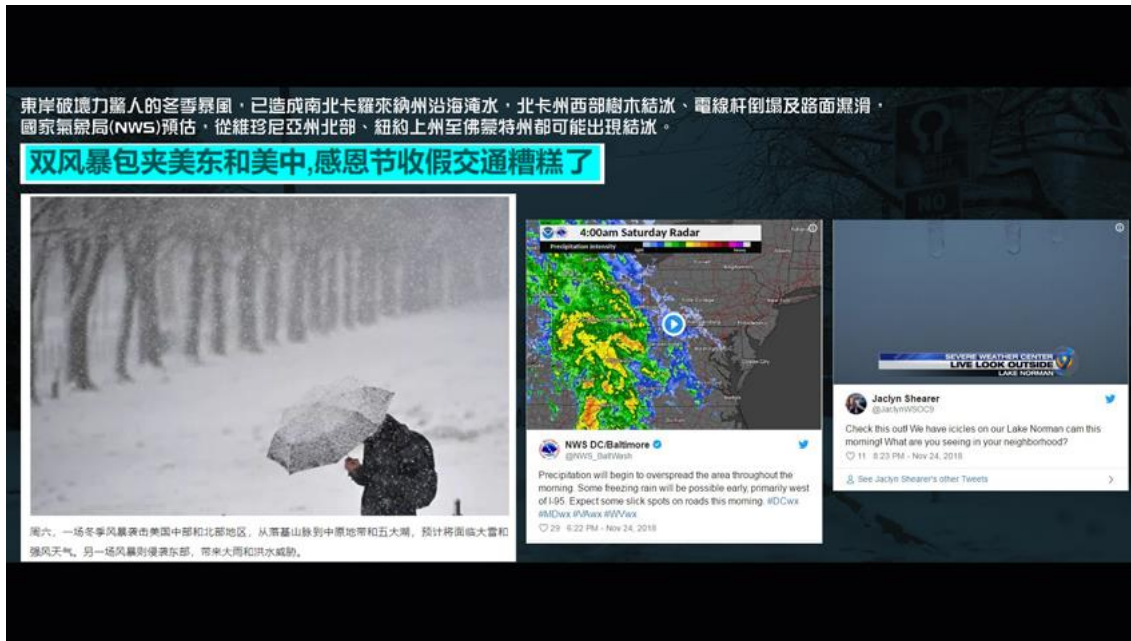 東岸破壞力驚人的冬季暴風，已造成南北卡羅來納州沿海淹水，北卡州西部樹木結冰、電線杆倒塌及路面濕滑，
國家氣象局(NWS)預估，從維珍尼亞州北部、紐約上州至佛蒙特州都可能出現結冰。
双风暴包夹美东和美中,感恩节收假交通糟糕了
周六，一场冬季风暴袭击美国中部和北部地区，从落基山脉到中原地带和五大湖，预计将面临大雪和
强风天气。另一场风暴则侵袭东部，带来大雨和洪水威胁。
4:00am Saturday Radar
Precipitation Intensity
NWS DC/Baltimore
@NWS_BaltWash
Precipitation will begin to overspread the area throughout the
morning. Some freezing rain will be possible early, primarily west
of I-95. Expect some slick spots on roads this morning. #DCwx
#MDwx #VAwx #WVwx
29 6:22 PM - Nov 24, 2018
NO
SEVERE WEATHER CENTER
LIVE LOOK OUTSIDE
LAKE NORMAN
Jaclyn Shearer
@JaclynWSOC9
Check this out! We have icicles on our Lake Norman cam this
morning! What are you seeing in your neighborhood?
11 6:23 PM - Nov 24, 2018
See Jaclyn Shearer's other Tweets